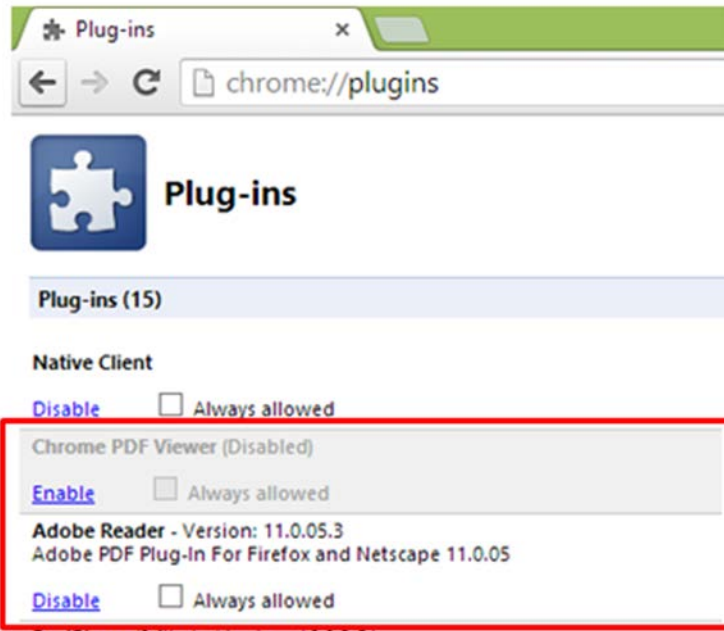 Plug-ins
chrome://plugins
Plug-ins
Plug-ins (15)
Native Client
Disable Always allowed
Chrome PDF Viewer (Disabled)
Enable Always allowed
Adobe Reader - Version: 11.0.05.3
Adobe PDF Plug-In For Firefox and Netscape 11.0.05
Disable Always allowed